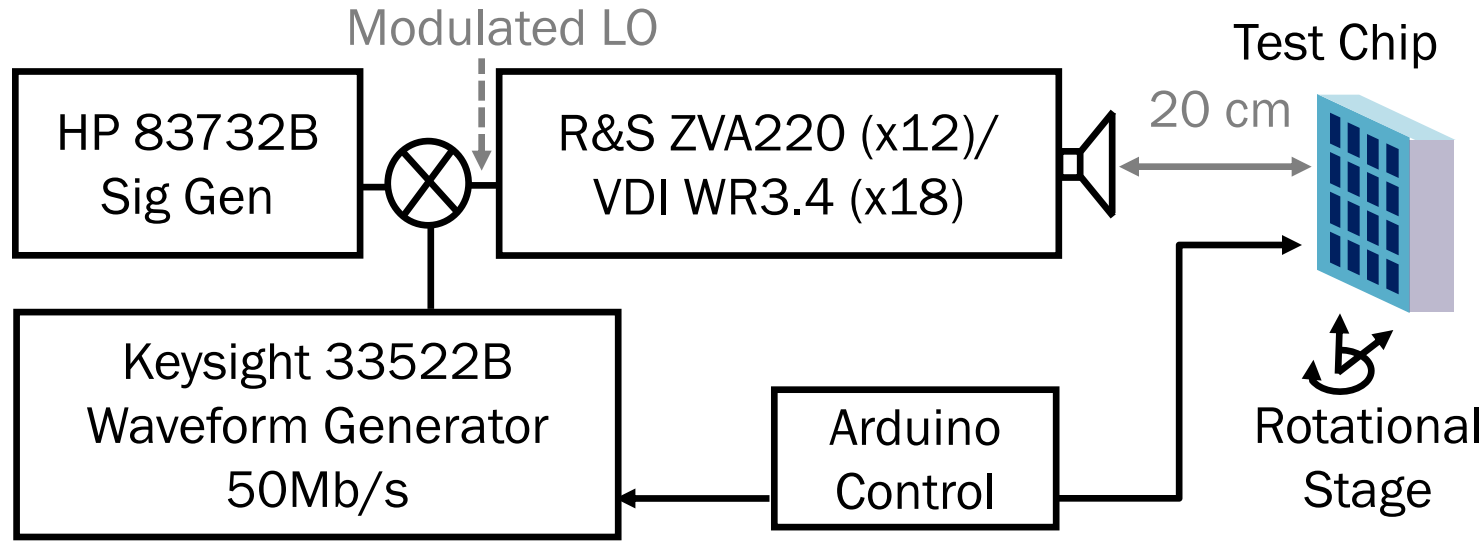 Modulated LO
Test Chip
HP 83732B
Sig Gen
R&S ZVA220 (x12)/
VDI WR3.4 (x18)
20 cm
Keysight 33522B
Waveform Generator
50Mb/s
Arduino
Control
Rotational
Stage